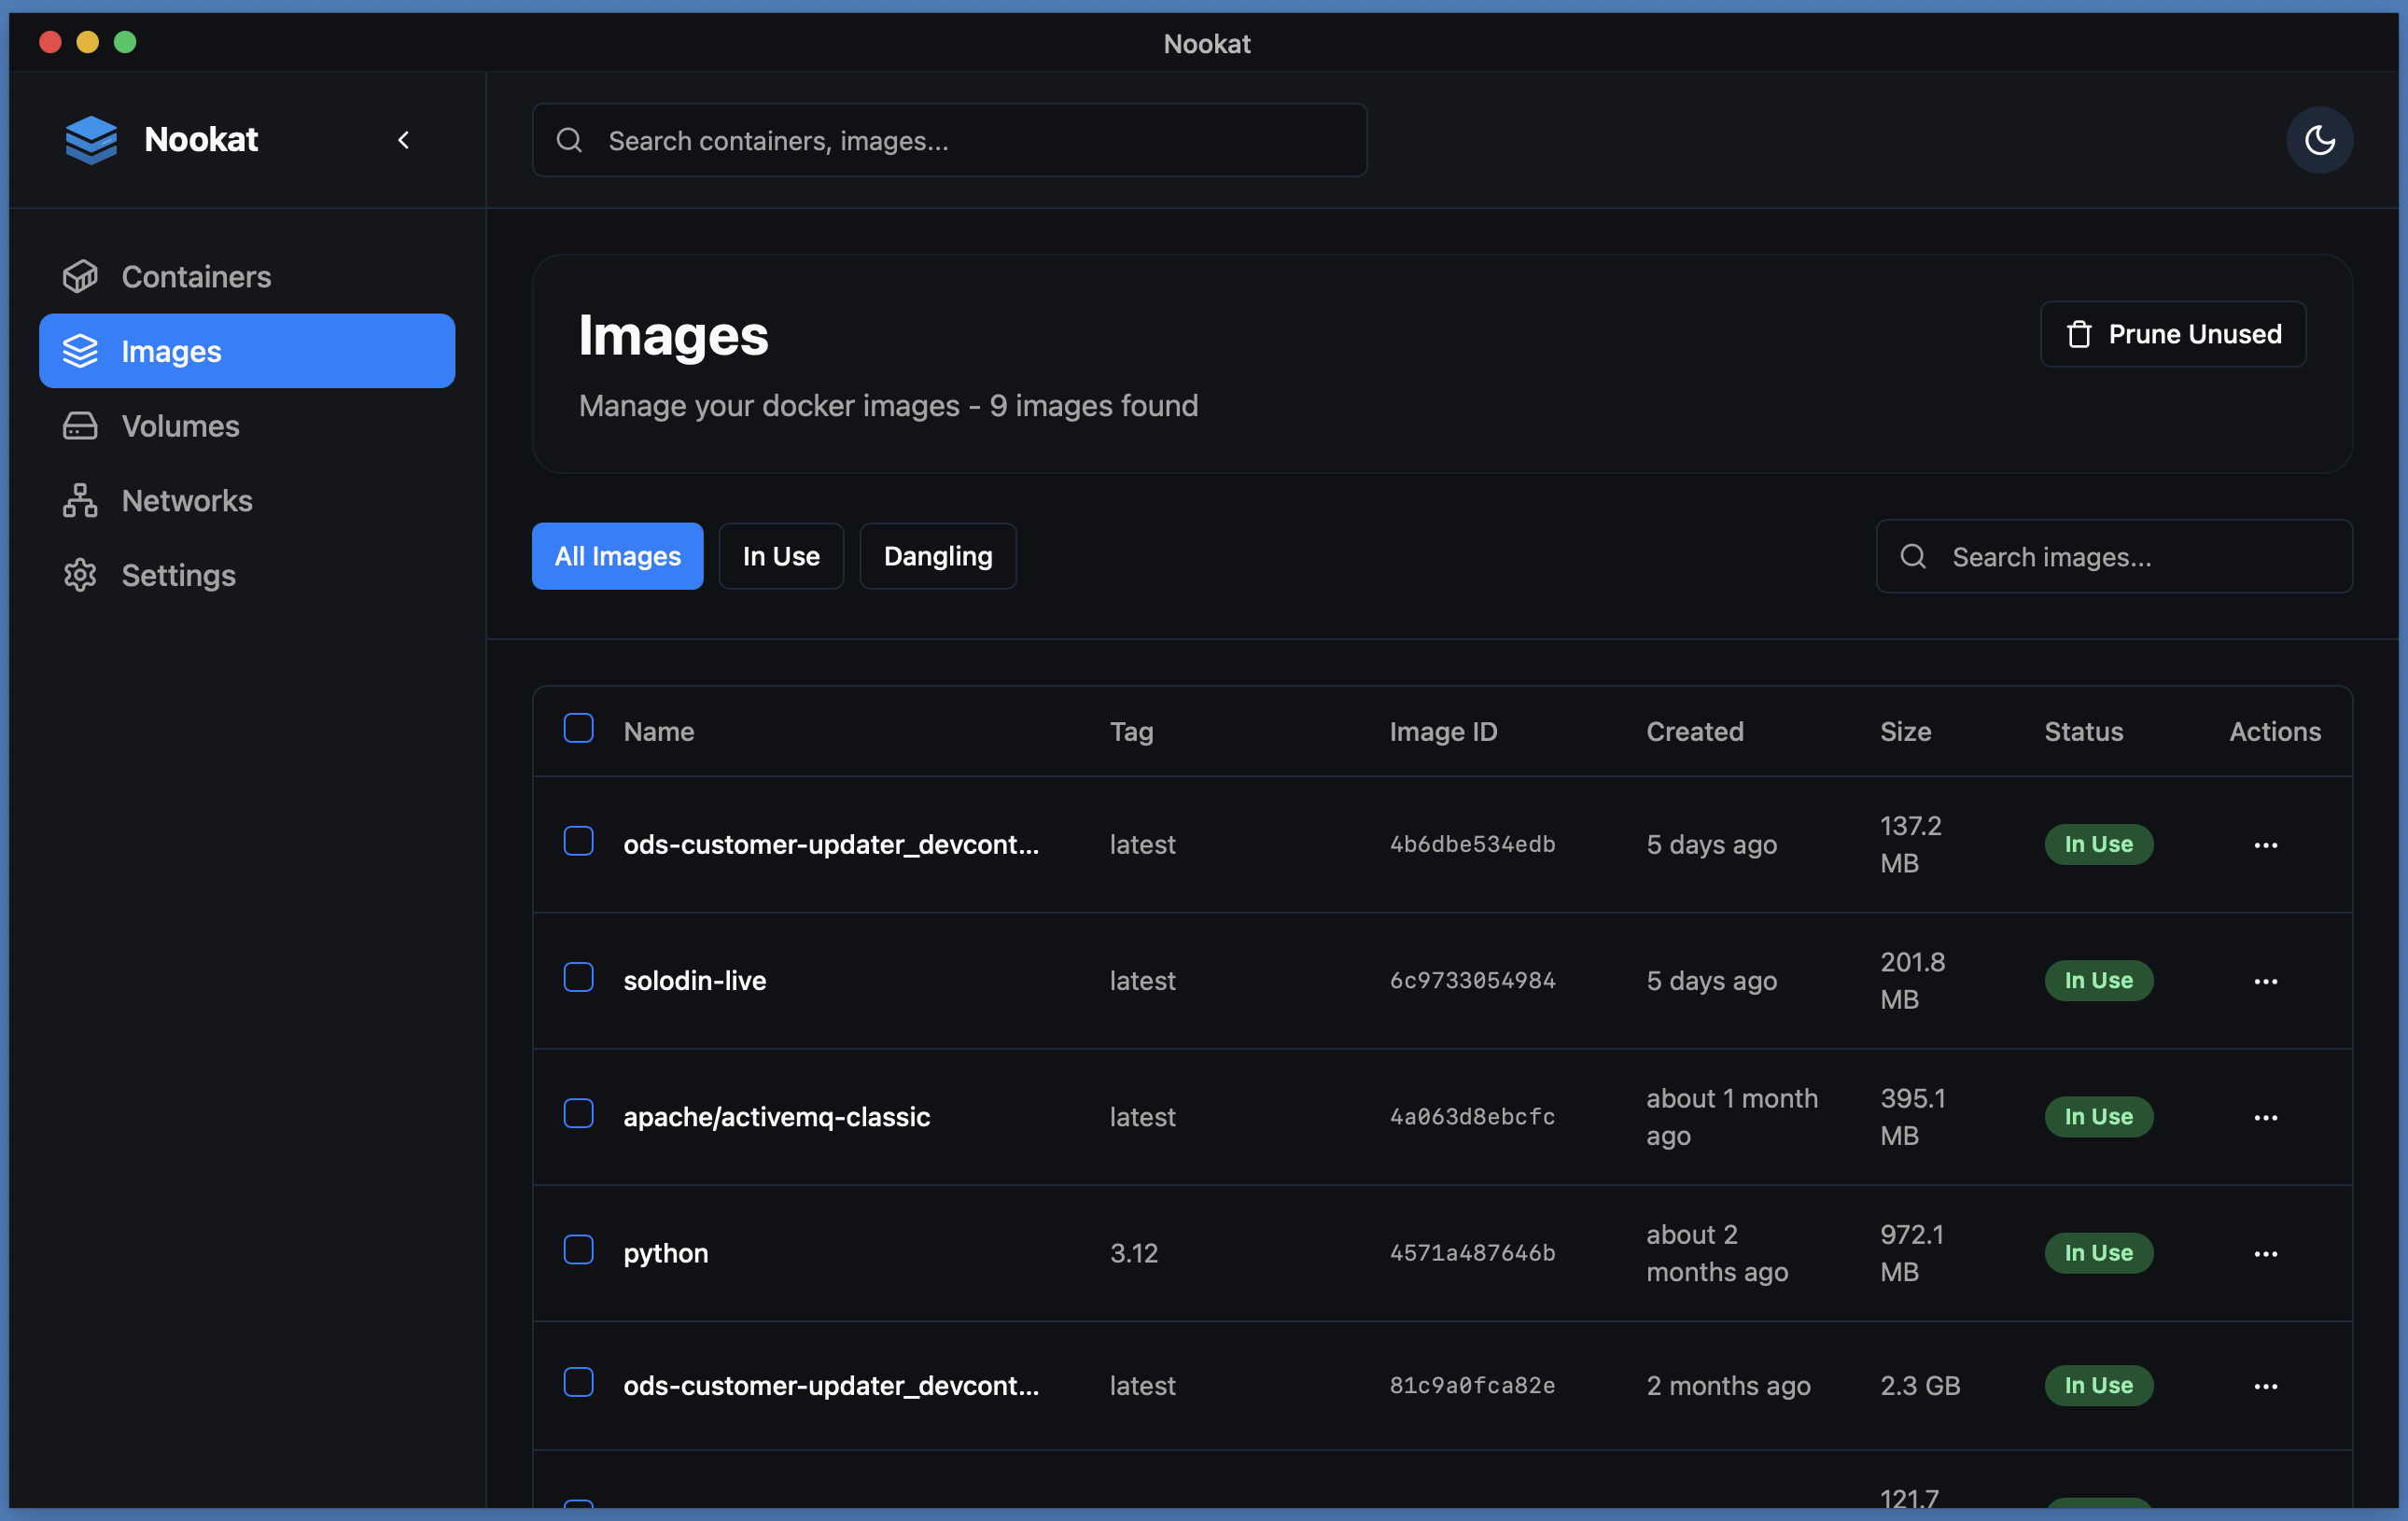 Nookat
Nookat
Search containers, images...
Containers
Images
Volumes
Networks
Settings
Images
Manage your docker images - 9 images found
Prune Unused
All Images In Use Dangling
Search images...
Name Tag Image ID Created Size Status Actions
ods-customer-updater_devcont... latest 4b6dbe534edb 5 days ago 137.2 MB In Use
solodin-live latest 6c9733054984 5 days ago 201.8 MB In Use
apache/activemq-classic latest 4a063d8ebcfc about 1 month ago 395.1 MB In Use
python 3.12 4571a487646b about 2 months ago 972.1 MB In Use
ods-customer-updater_devcont... latest 81c9a0fca82e 2 months ago 2.3 GB In Use
121.7